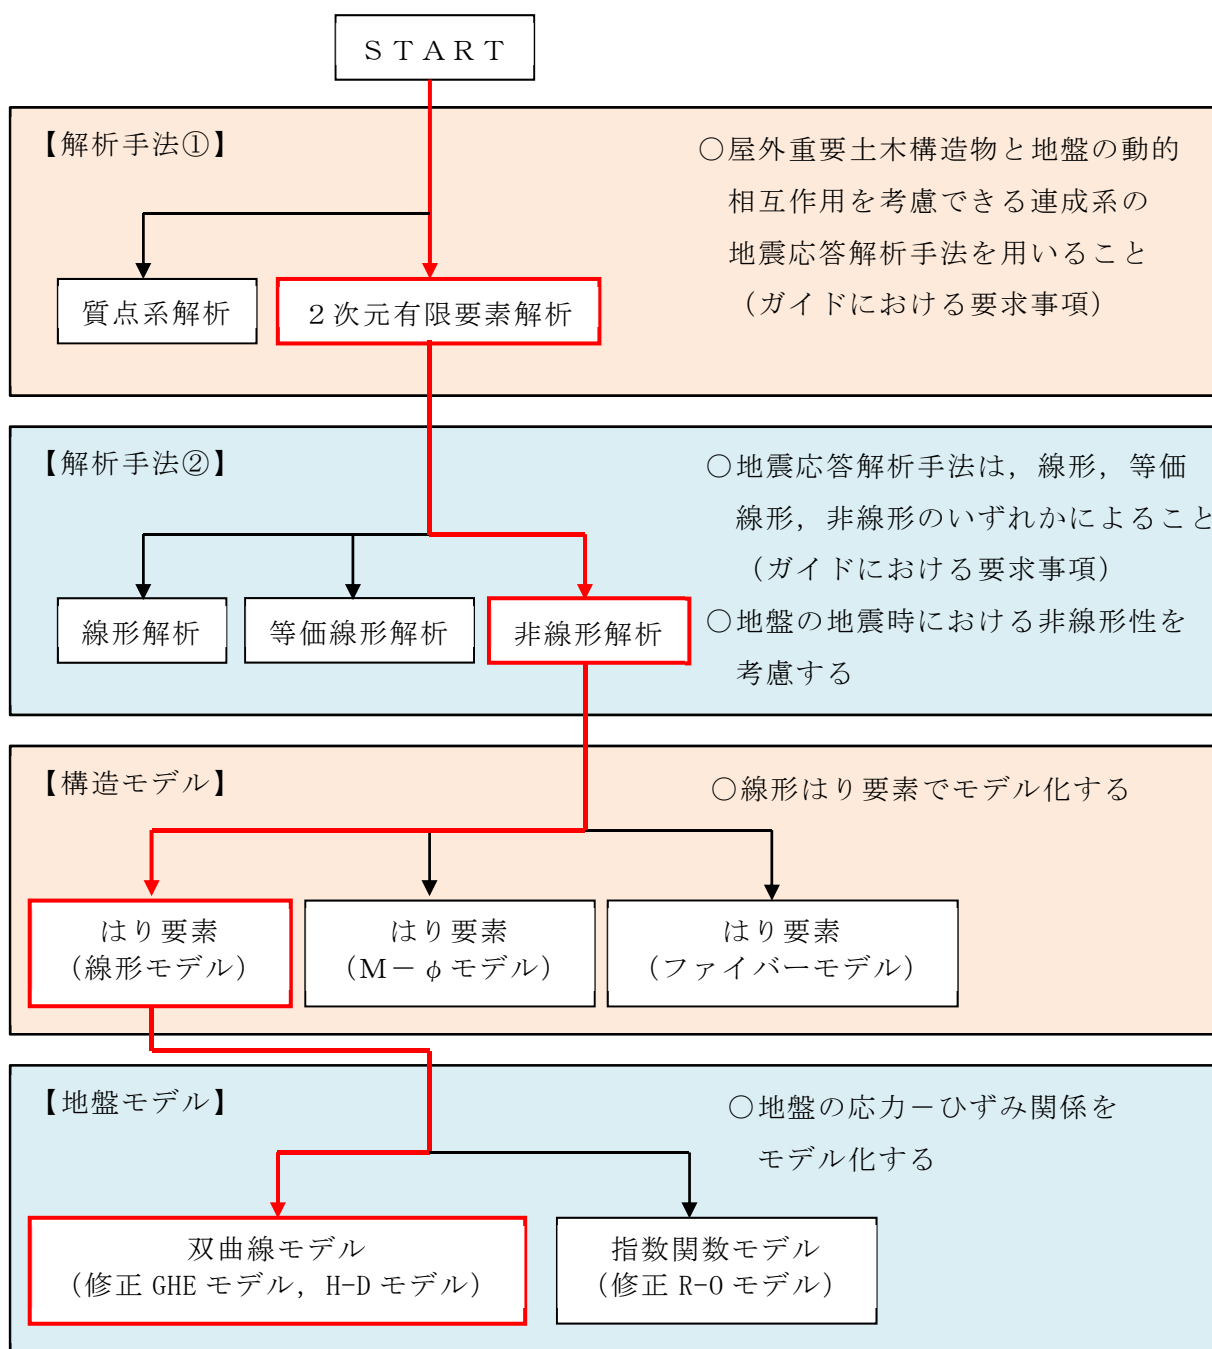 ＳＴＡＲＴ
【解析手法①】
○屋外重要土木構造物と地盤の動的
相互作用を考慮できる連成系の
地震応答解析手法を用いること
（ガイドにおける要求事項）
質点系解析
２次元有限要素解析
【解析手法②】
○地震応答解析手法は，線形，等価
線形，非線形のいずれかによること
（ガイドにおける要求事項）
○地盤の地震時における非線形性を
考慮する
線形解析
等価線形解析
非線形解析
【構造モデル】
○線形はり要素でモデル化する
はり要素
（線形モデル）
はり要素
（Ｍ－φモデル）
はり要素
（ファイバーモデル）
【地盤モデル】
○地盤の応力－ひずみ関係を
モデル化する
双曲線モデル
（修正 GHE モデル，H-D モデル）
指数関数モデル
（修正 R-O モデル）